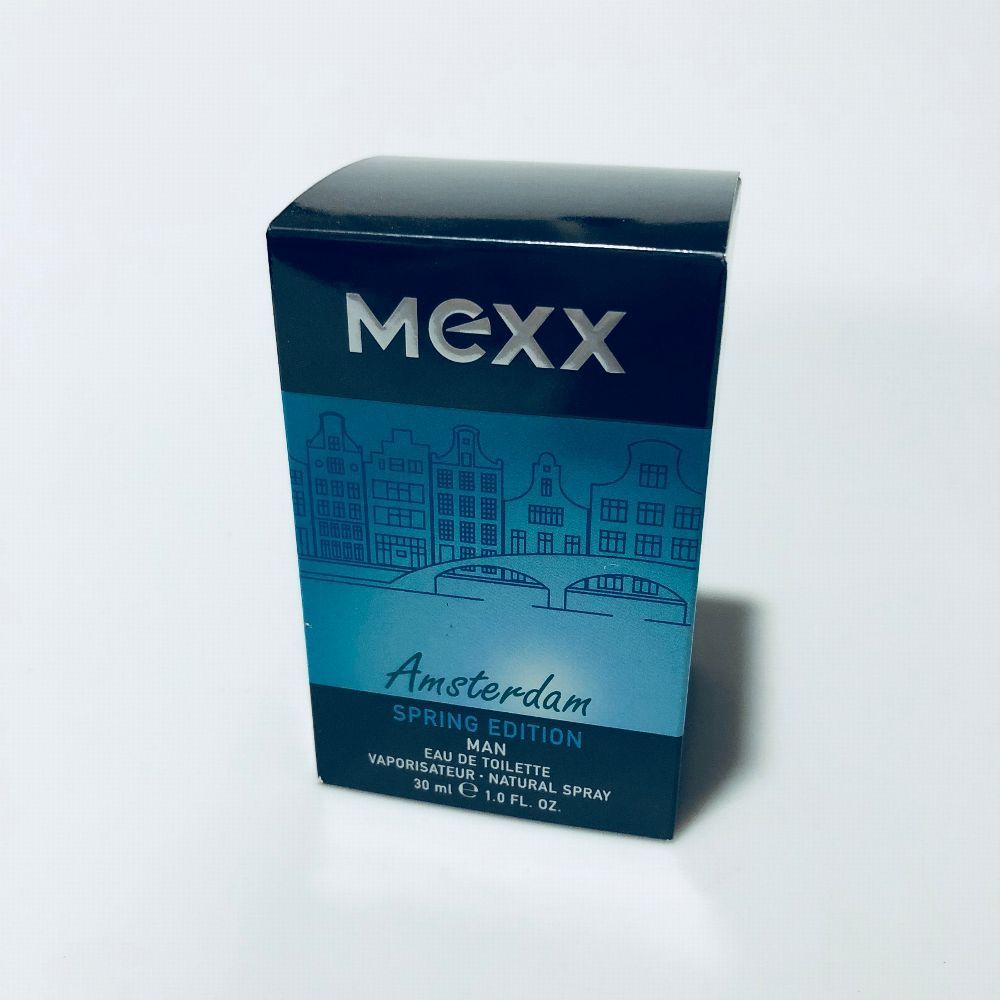 Mexx
Amsterdam
SPRING EDITION
MAN
EAU DE TOILETTE
VAPORISATEUR · NATURAL SPRAY
30 ml ℮ 1.0 FL. OZ.